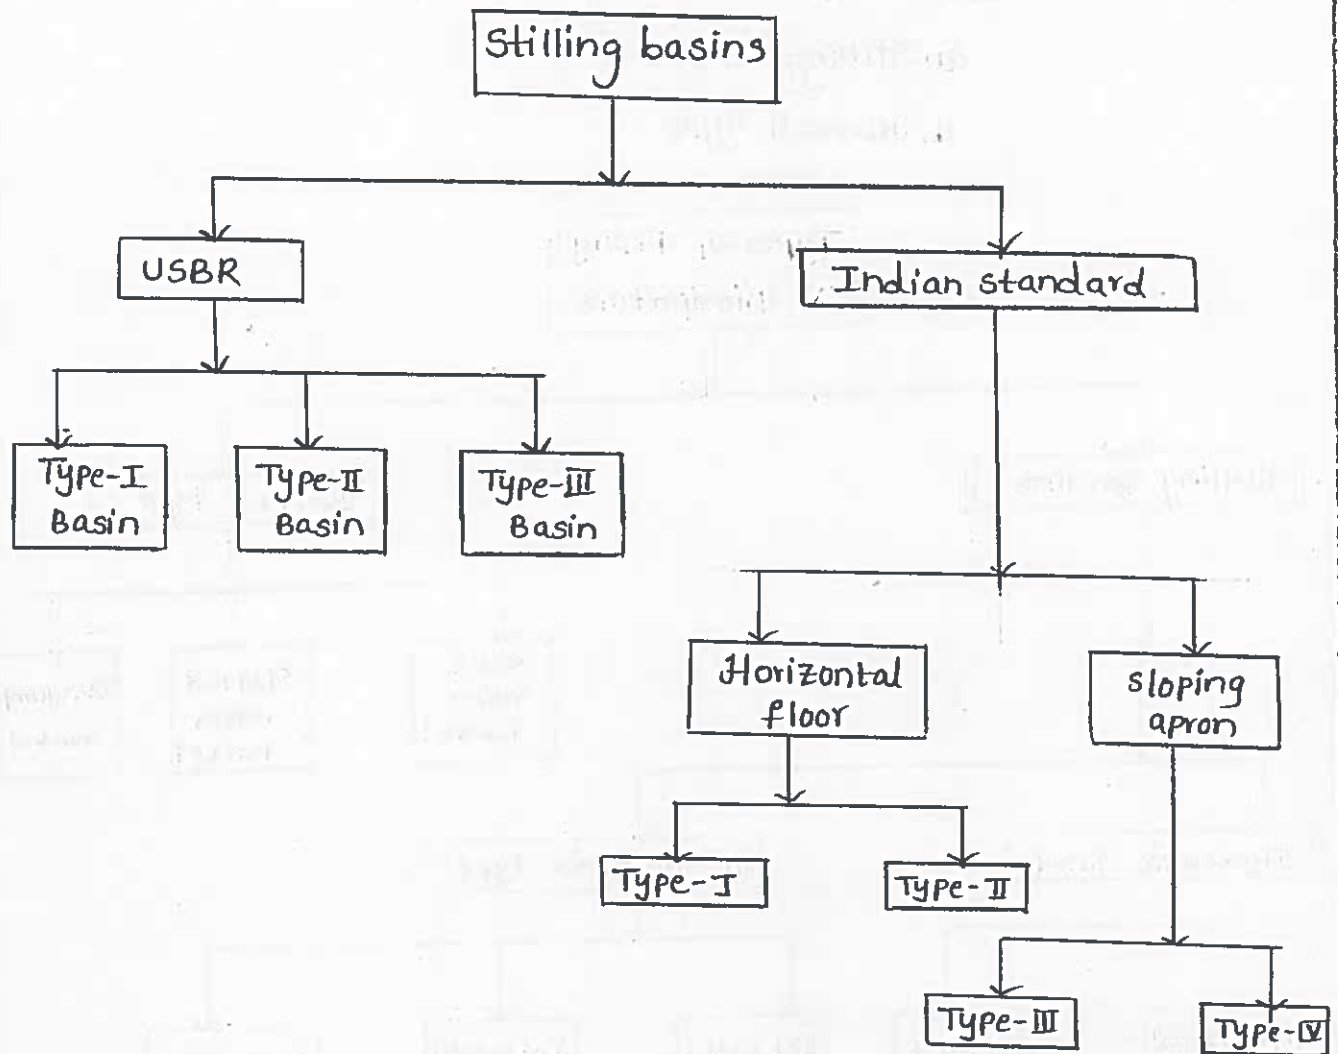 Stilling basins
USBR
Indian standard
Type-I
Basin
Type-II
Basin
Type-III
Basin
Horizontal
floor
sloping
apron
Type-I
Type-II
Type-III
Type-IV